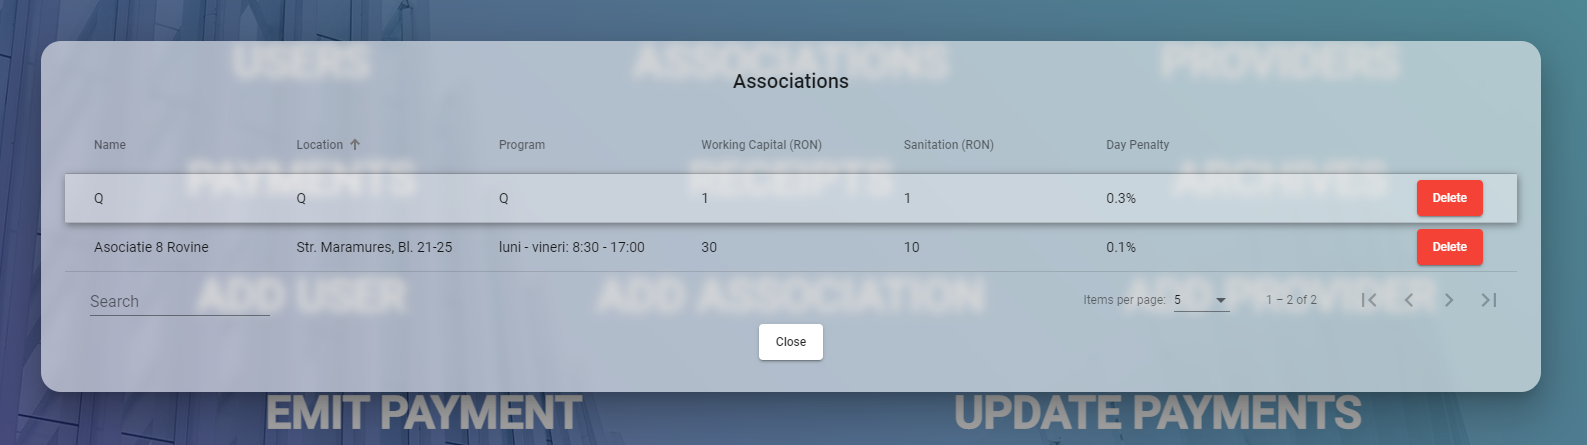 USERS ASSOCIATIONS PROVIDERS
Associations
Name Location Program Working Capital (RON) Sanitation (RON) Day Penalty
PAYMENTS RECEIPTS ARCHIVES
Q Q Q 1 1 0.3% Delete
Asociatie 8 Rovine Str. Maramures, Bl. 21-25 luni - vineri: 8:30 - 17:00 30 10 0.1% Delete
ADD USER ADD ASSOCIATION ADD PROVIDER
Search Items per page: 5 1 – 2 of 2
Close
EMIT PAYMENT UPDATE PAYMENTS